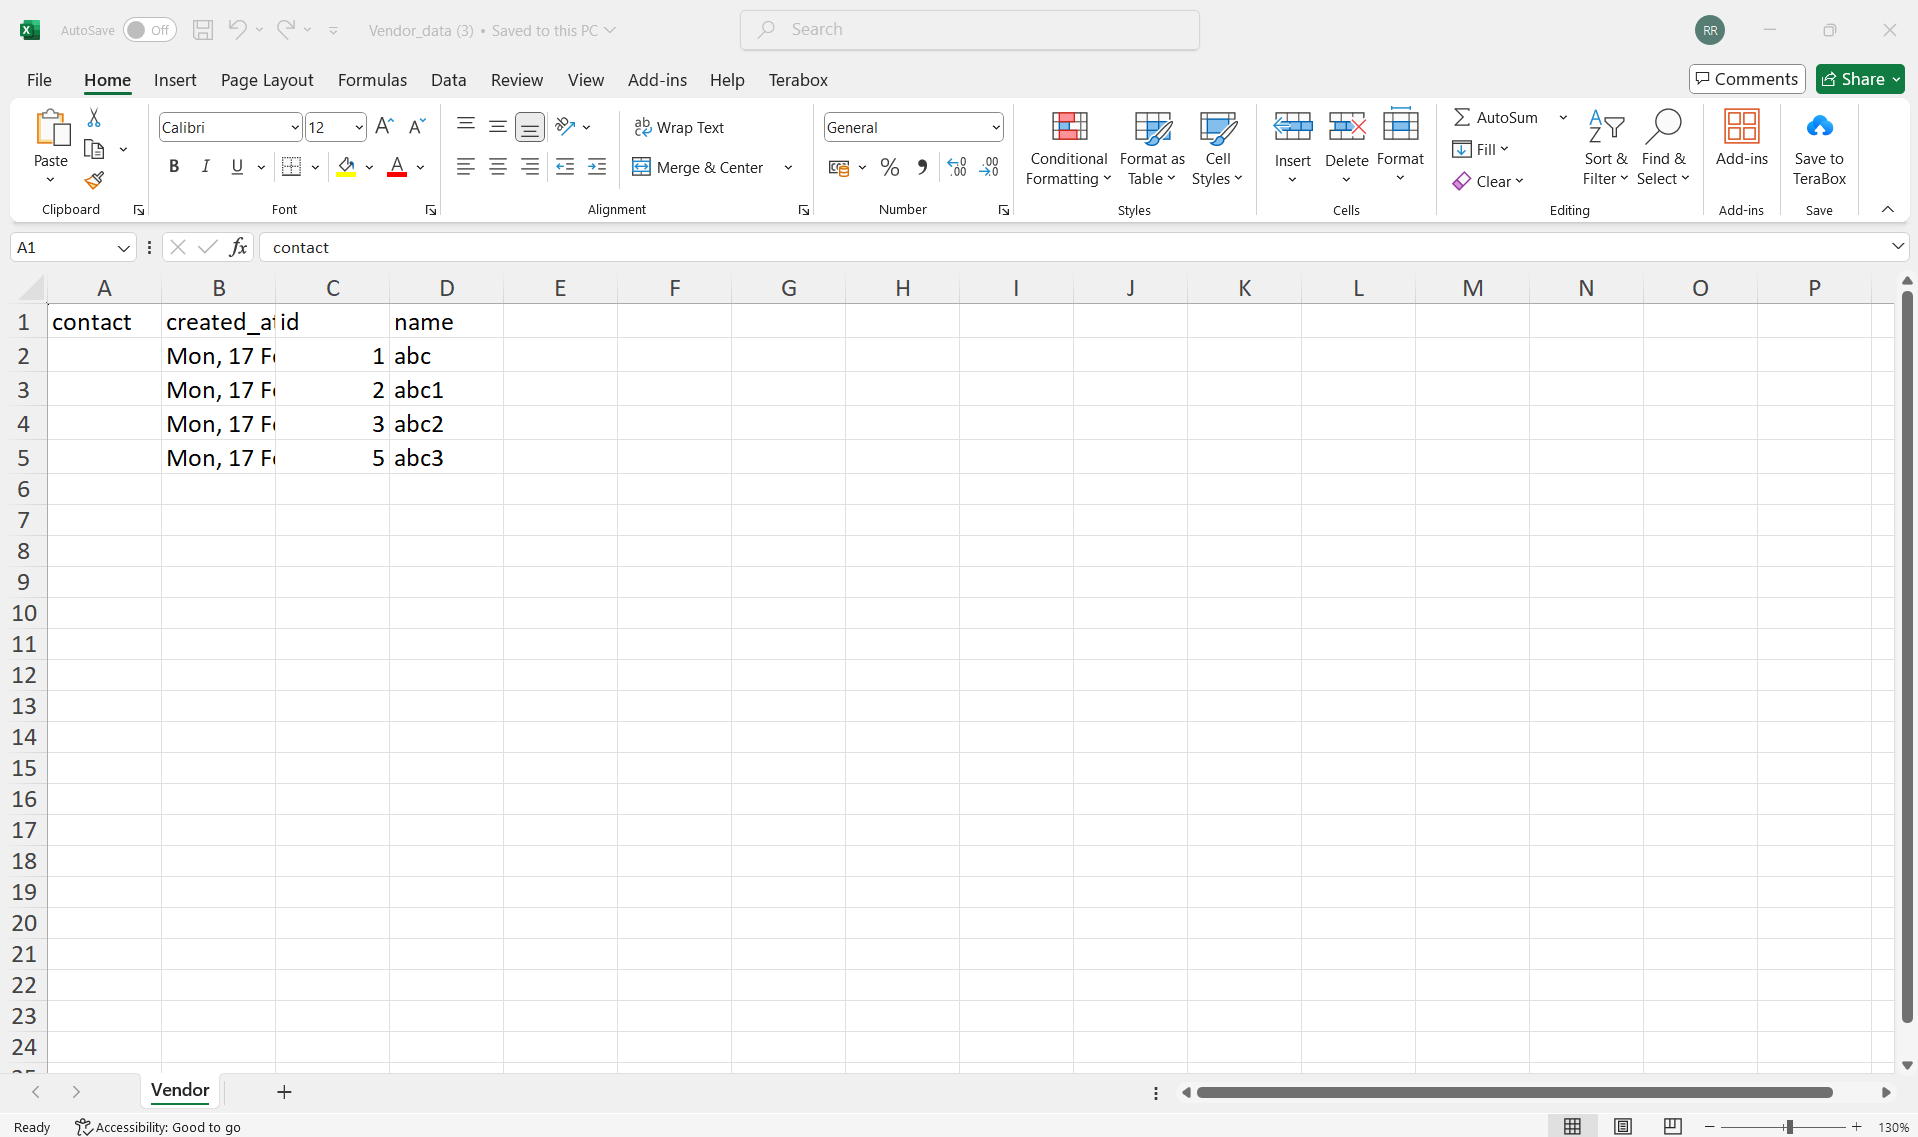 AutoSave Off Vendor_data (3) • Saved to this PC Search RR
File Home Insert Page Layout Formulas Data Review View Add-ins Help Terabox Comments Share
Paste Calibri 12 B I U A Wrap Text Merge & Center General % Conditional Formatting Format as Table Cell Styles Insert Delete Format AutoSum Fill Clear Sort & Filter Find & Select Add-ins Save to TeraBox
Clipboard Font Alignment Number Styles Cells Editing Add-ins Save
A1 fx contact
A B C D E F G H I J K L M N O P
1 contact created_at id name
2 Mon, 17 Fe 1 abc
3 Mon, 17 Fe 2 abc1
4 Mon, 17 Fe 3 abc2
5 Mon, 17 Fe 5 abc3
6
7
8
9
10
11
12
13
14
15
16
17
18
19
20
21
22
23
24
25
Vendor
Ready Accessibility: Good to go 130%